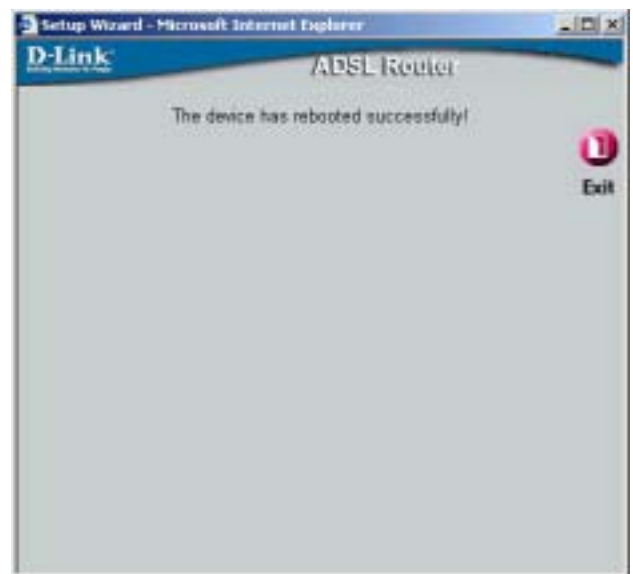 Setup Wizard - Microsoft Internet Explorer
D-Link
ADSL Router
The device has rebooted successfully!
Exit